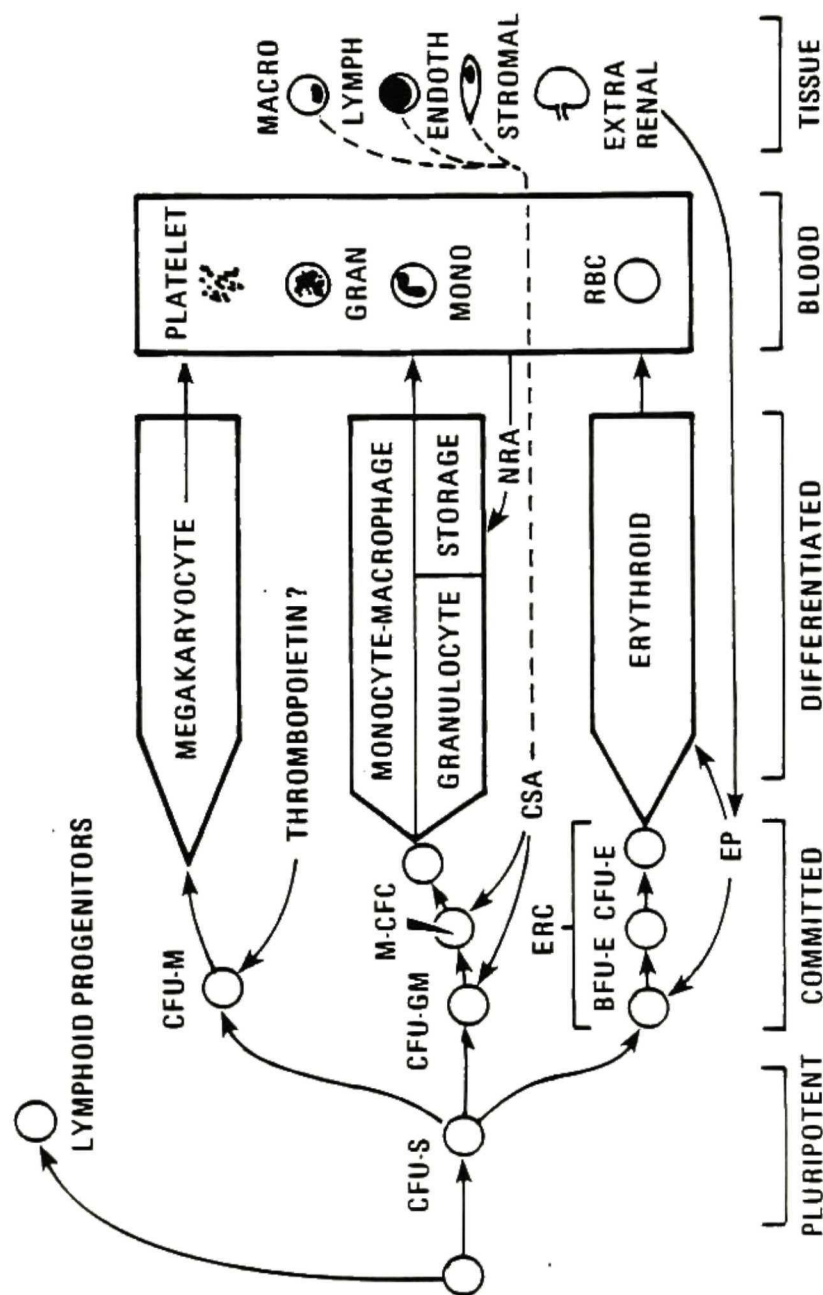 LYMPHOID PROGENITORS
CFU-M
THROMBOPOIETIN?
MEGAKARYOCYTE
PLATELET
CFU-S
CFU-GM
M-CFC
CSA
MONOCYTE-MACROPHAGE
GRANULOCYTE
STORAGE
NRA
GRAN
MONO
MACRO
LYMPH
ENDOTH
STROMAL
ERC
BFU-E
CFU-E
EP
ERYTHROID
RBC
EXTRA
RENAL
PLURIPOTENT
COMMITTED
DIFFERENTIATED
BLOOD
TISSUE